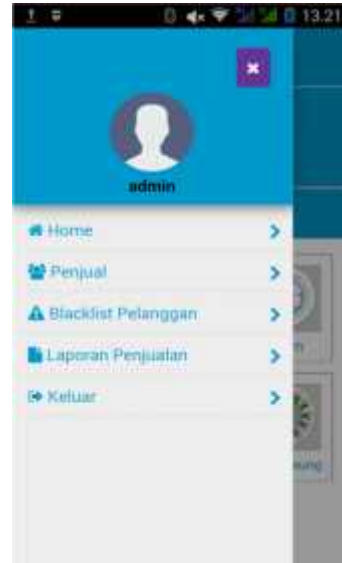 13.21
admin
Home
Penjual
Blacklist Pelanggan
Laporan Penjualan
Keluar